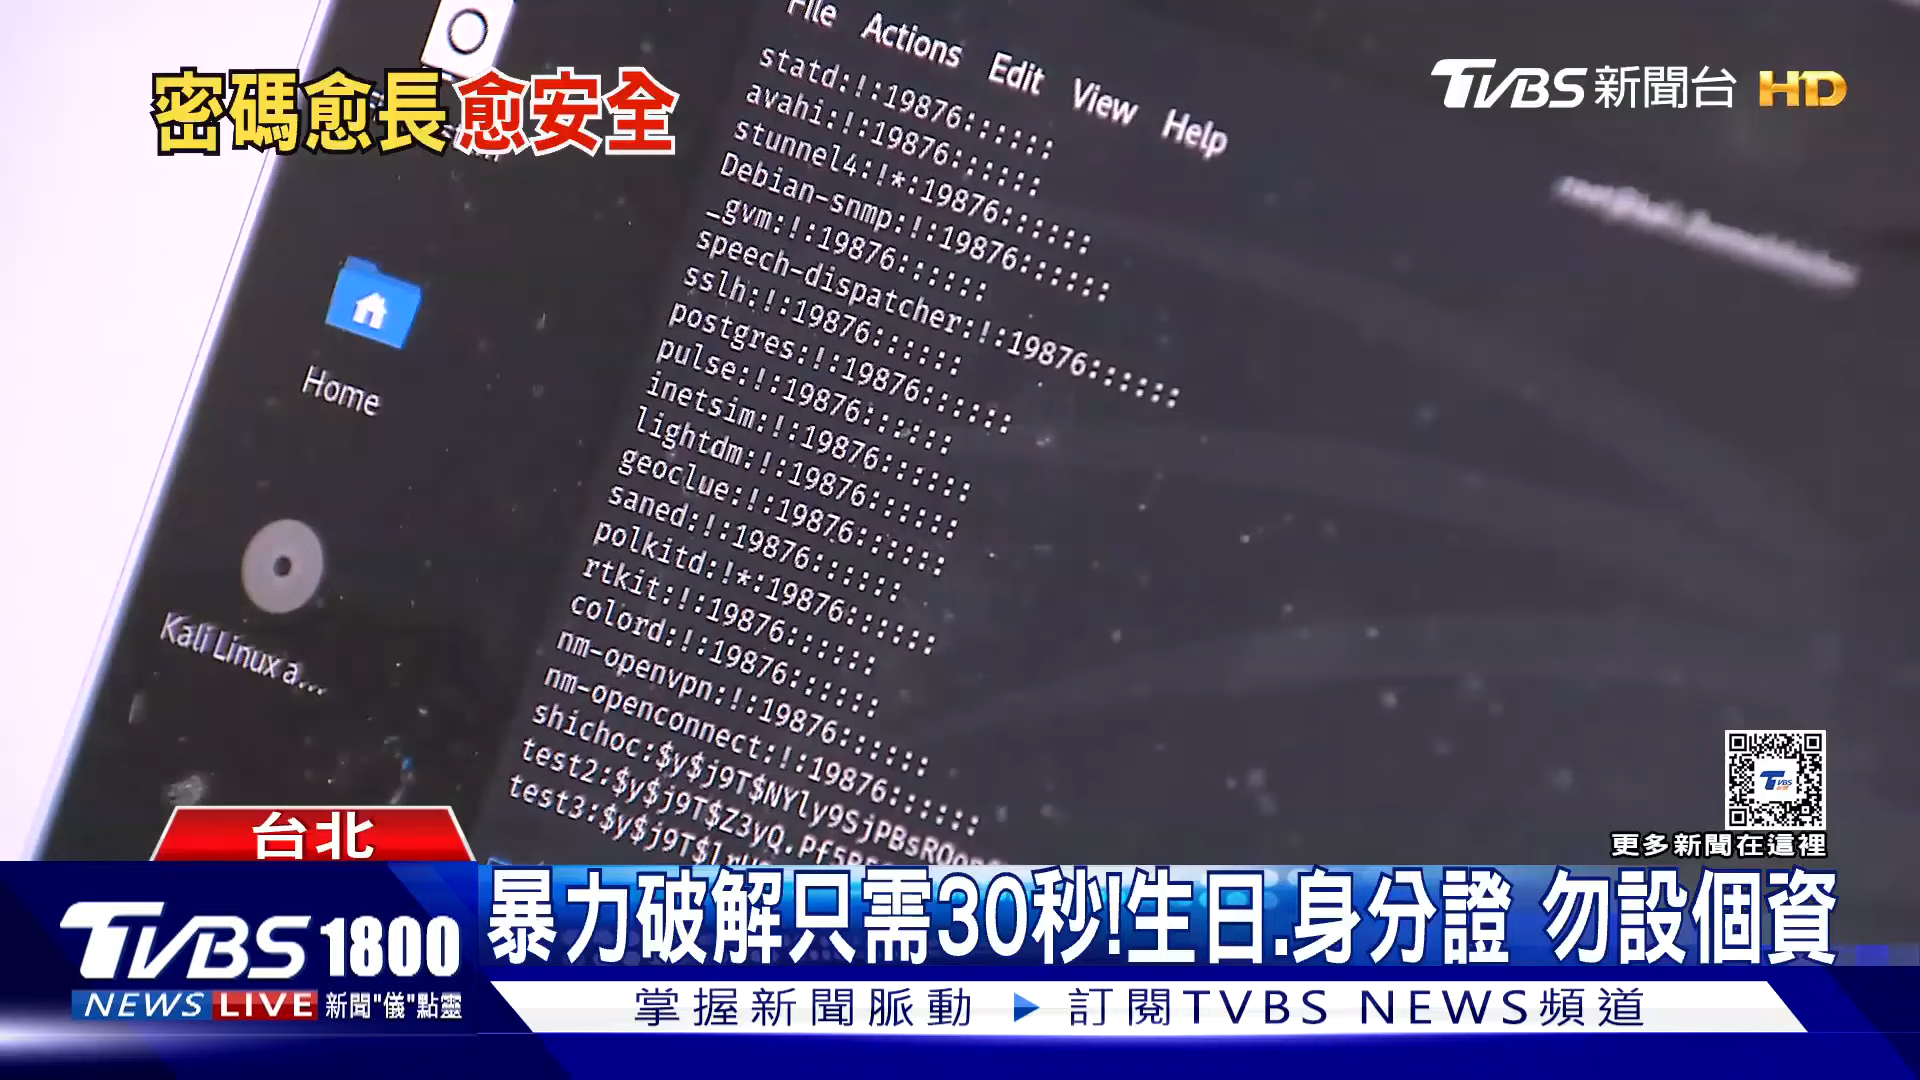 File Actions Edit View Help
密碼愈長愈安全
TVBS新聞台 HD
statd:!:19876::::::
avahi:!:19876::::::
stunnel4:!*:19876::::::
Debian-snmp:!:19876::::::
_gvm:!:19876::::::
speech-dispatcher:!:19876::::::
sslh:!:19876::::::
postgres:!:19876::::::
pulse:!:19876::::::
inetsim:!:19876::::::
lightdm:!:19876::::::
geoclue:!:19876::::::
saned:!:19876::::::
polkitd:!*:19876::::::
rtkit:!:19876::::::
colord:!:19876::::::
nm-openvpn:!:19876::::::
nm-openconnect:!:19876::::::
shichoc:$y$j9T$NYly9SjPBsRQop
test2:$y$j9T$Z3yQ.Pf5
test3:$y$j9T$lr
Home
Kali Linux a...
TVBS
更多新聞在這裡
台北
暴力破解只需30秒!生日.身分證 勿設個資
TVBS 1800
NEWS LIVE 新聞"儀"點靈
掌握新聞脈動 ▶ 訂閱TVBS NEWS頻道